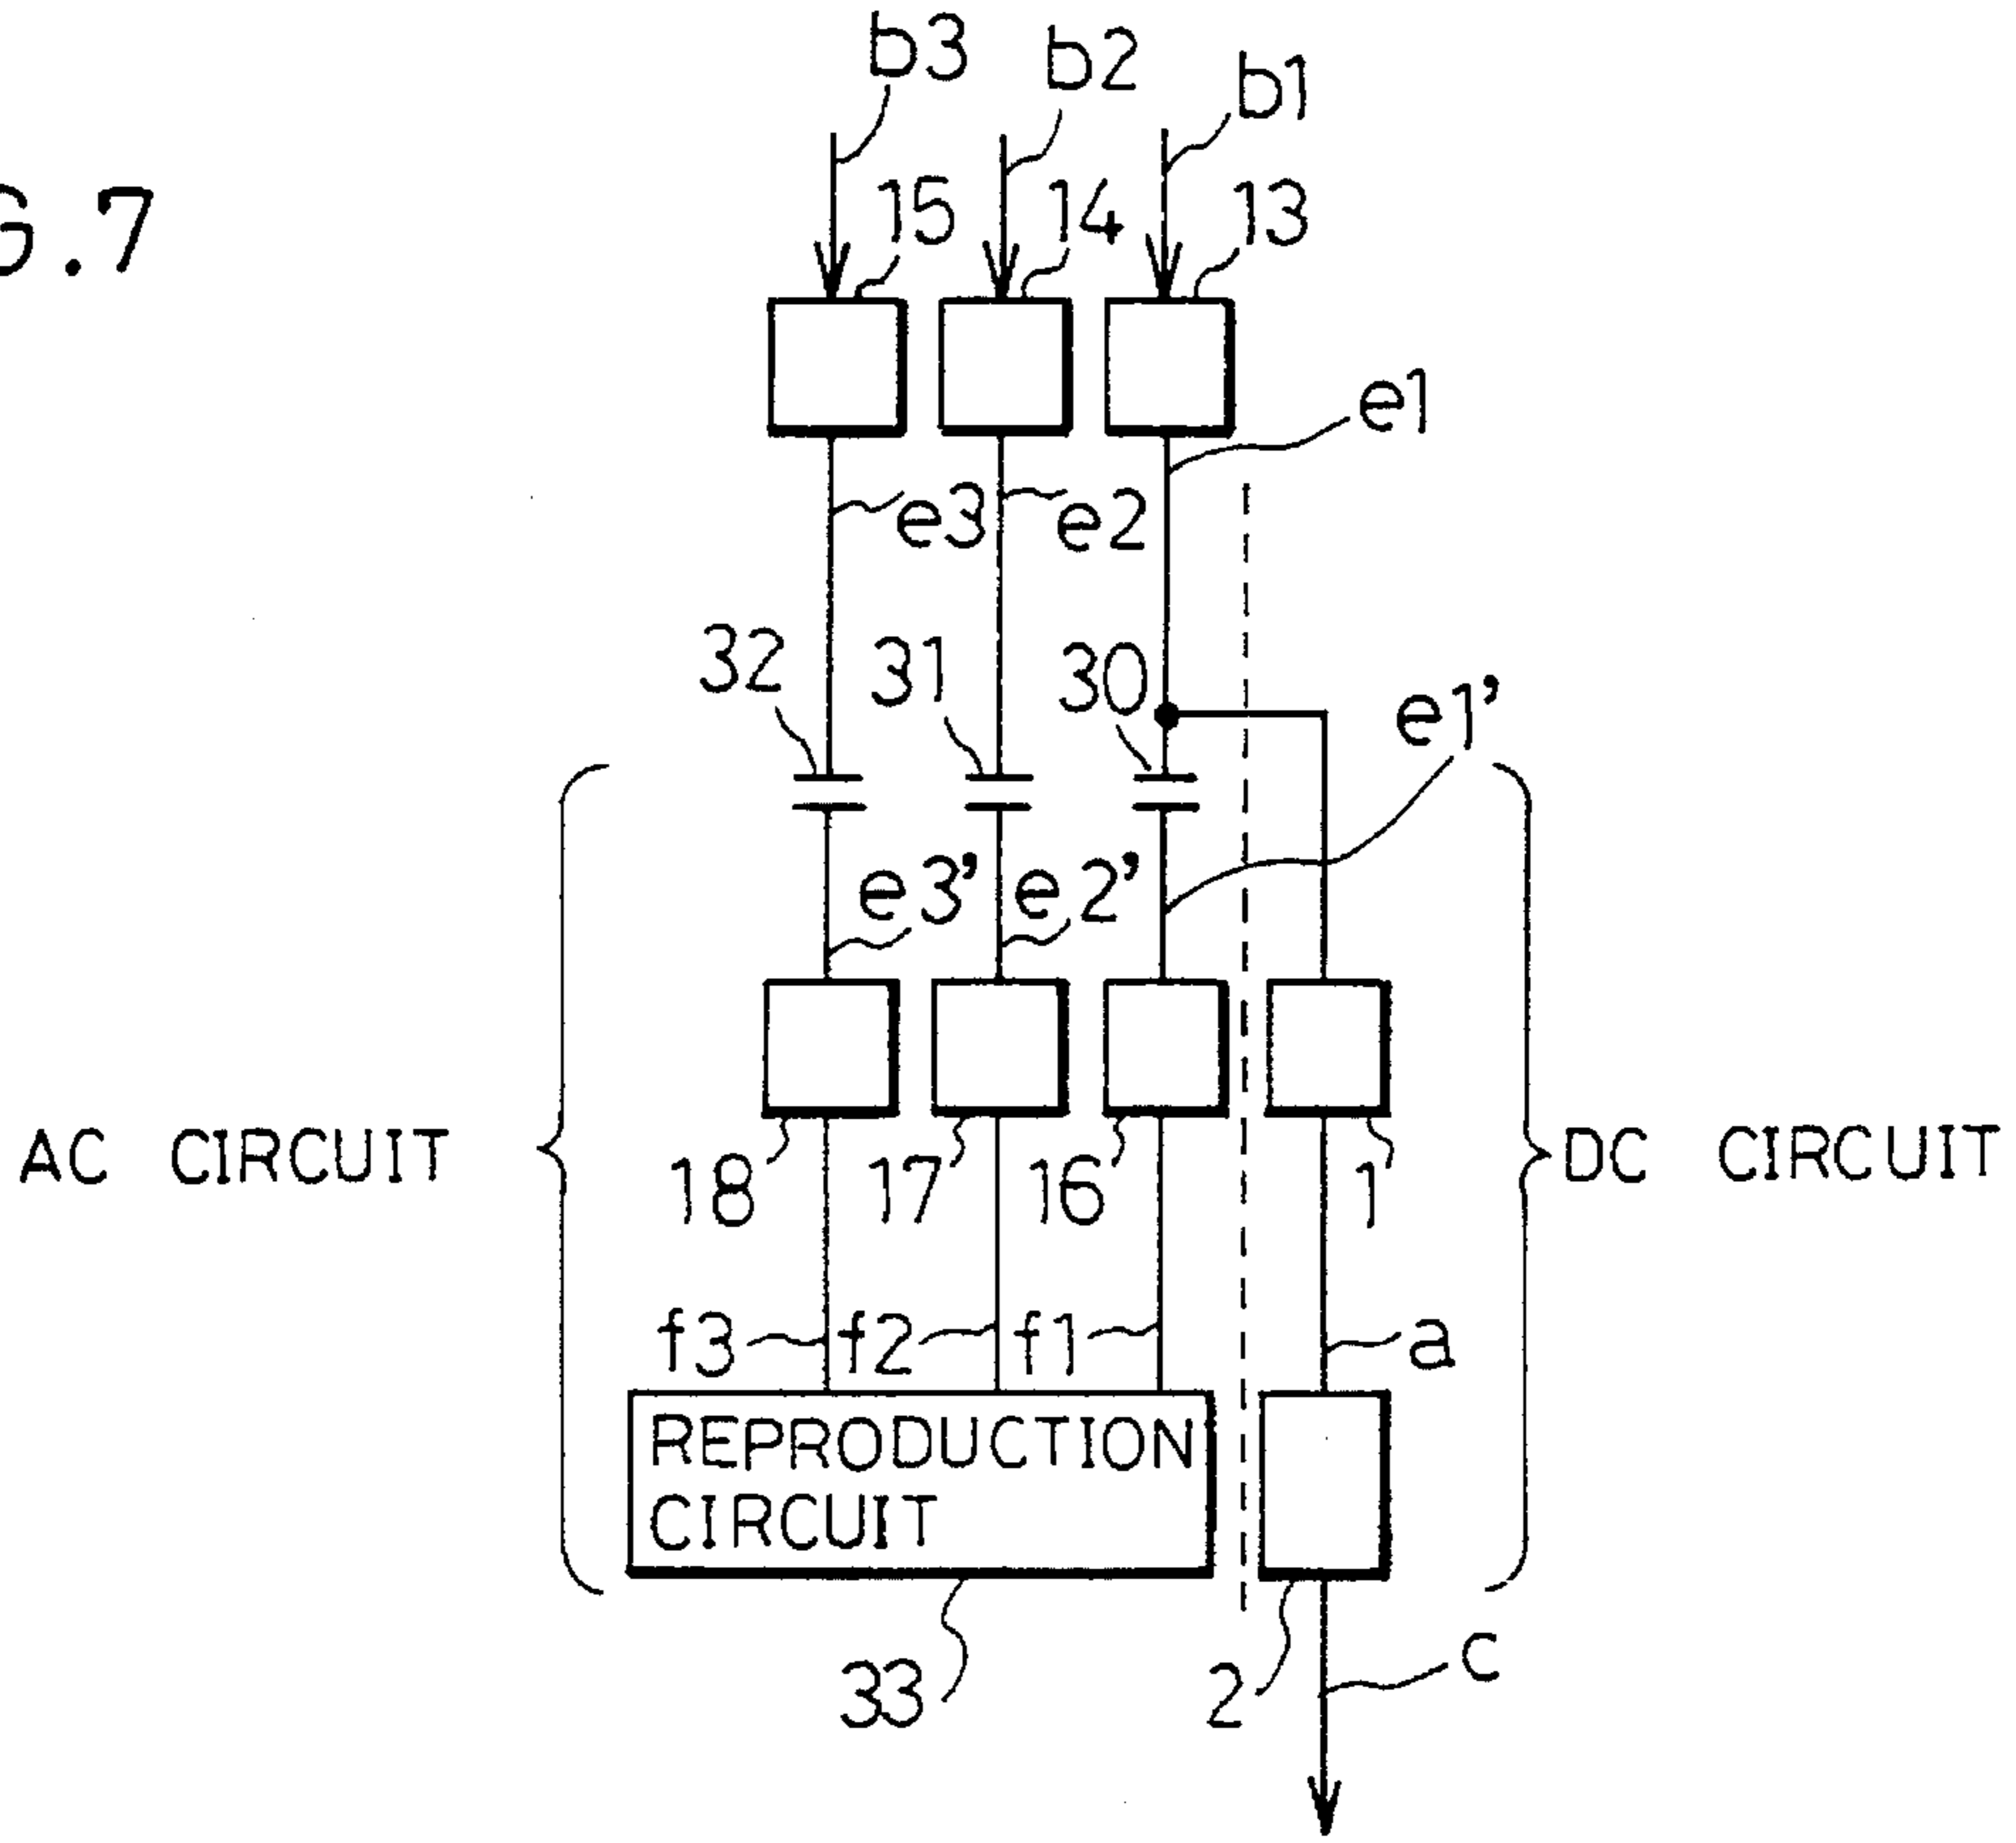 b3 b2 b1
G.7
15 14 13
e1
e3 e2
32 31 30
e1’
e3’ e2’
AC CIRCUIT
DC CIRCUIT
18 17 16 1
f3 f2 f1 a
REPRODUCTION
CIRCUIT
33 2 c